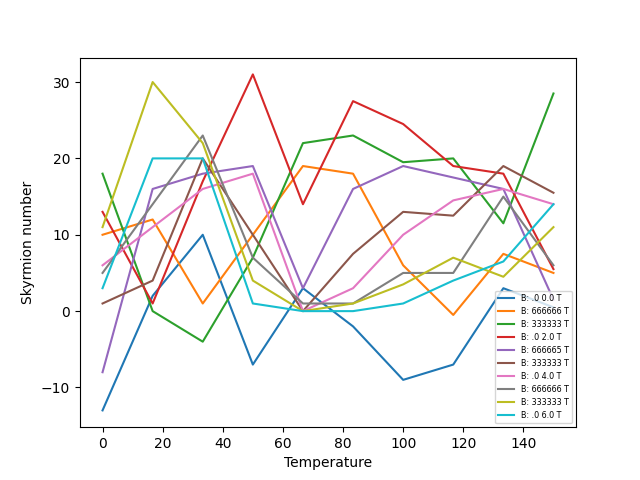 30
20
10
0
−10
Skyrmion number
0 20 40 60 80 100 120 140
Temperature
B: .0 0.0 T
B: 666666 T
B: 333333 T
B: .0 2.0 T
B: 666665 T
B: 333333 T
B: .0 4.0 T
B: 666666 T
B: 333333 T
B: .0 6.0 T